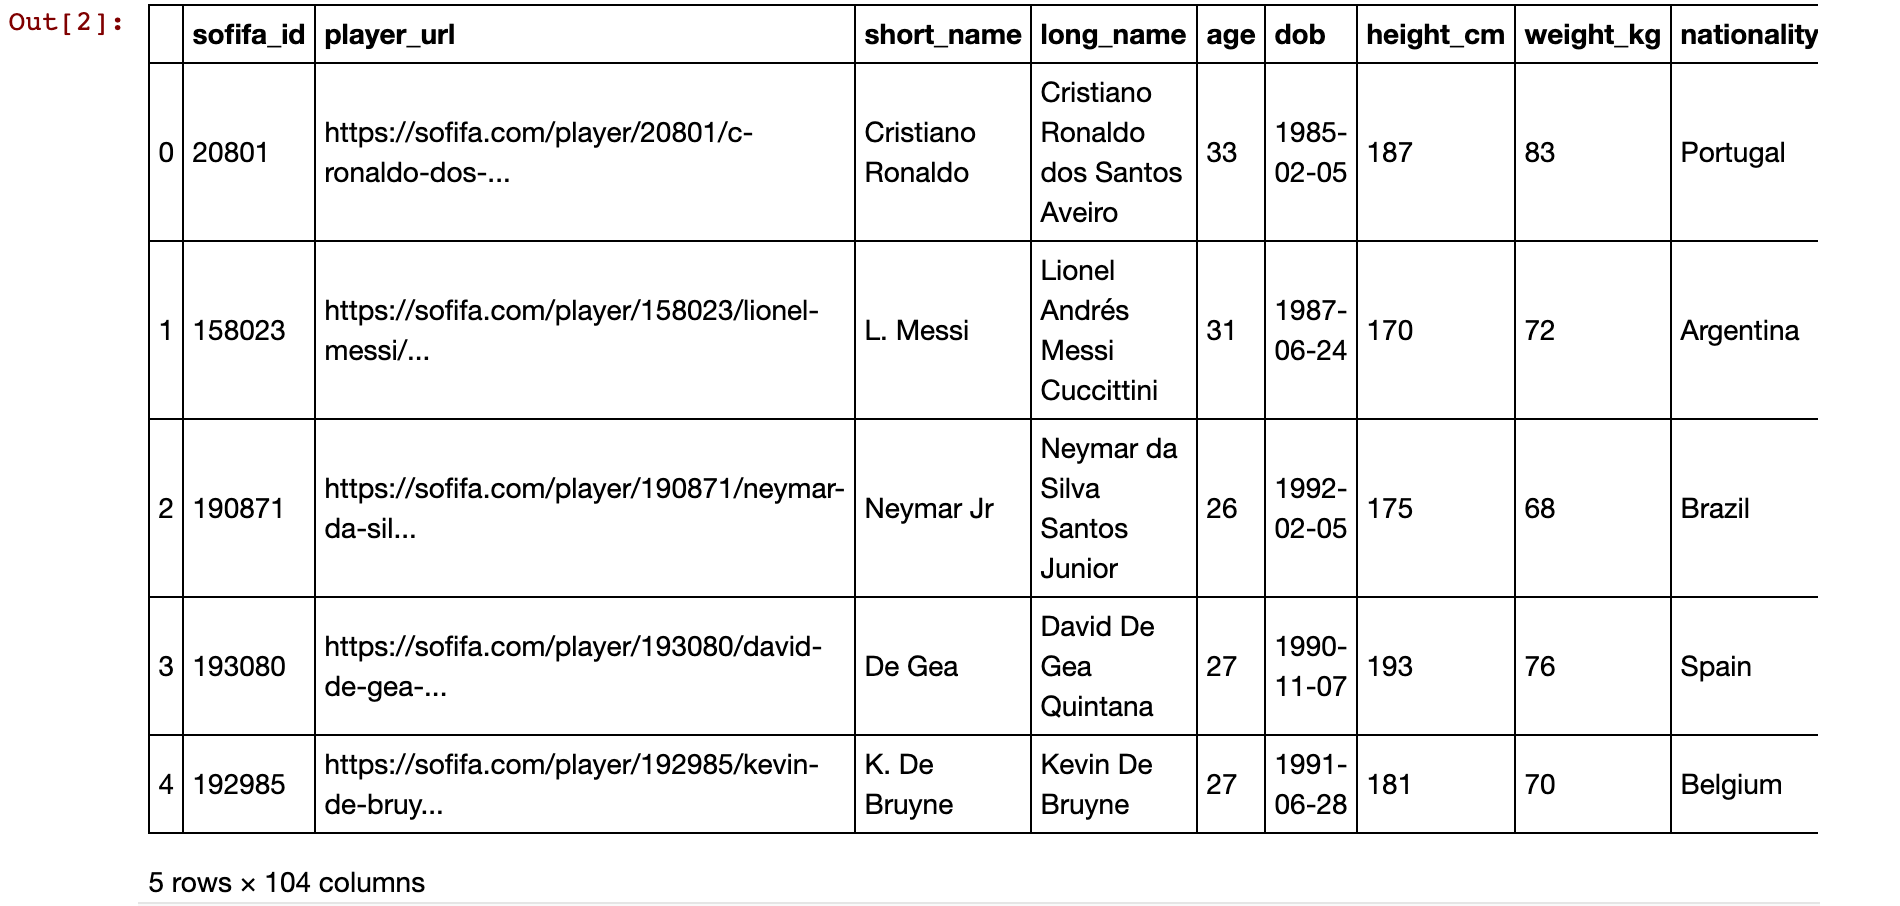 Out[2]:
sofifa_id player_url short_name long_name age dob height_cm weight_kg nationality
0 20801 https://sofifa.com/player/20801/c-
ronaldo-dos-... Cristiano
Ronaldo Cristiano
Ronaldo
dos Santos
Aveiro 33 1985-
02-05 187 83 Portugal
1 158023 https://sofifa.com/player/158023/lionel-
messi/... L. Messi Lionel
Andrés
Messi
Cuccittini 31 1987-
06-24 170 72 Argentina
2 190871 https://sofifa.com/player/190871/neymar-
da-sil... Neymar Jr Neymar da
Silva
Santos
Junior 26 1992-
02-05 175 68 Brazil
3 193080 https://sofifa.com/player/193080/david-
de-gea-... De Gea David De
Gea
Quintana 27 1990-
11-07 193 76 Spain
4 192985 https://sofifa.com/player/192985/kevin-
de-bruy... K. De
Bruyne Kevin De
Bruyne 27 1991-
06-28 181 70 Belgium
5 rows × 104 columns